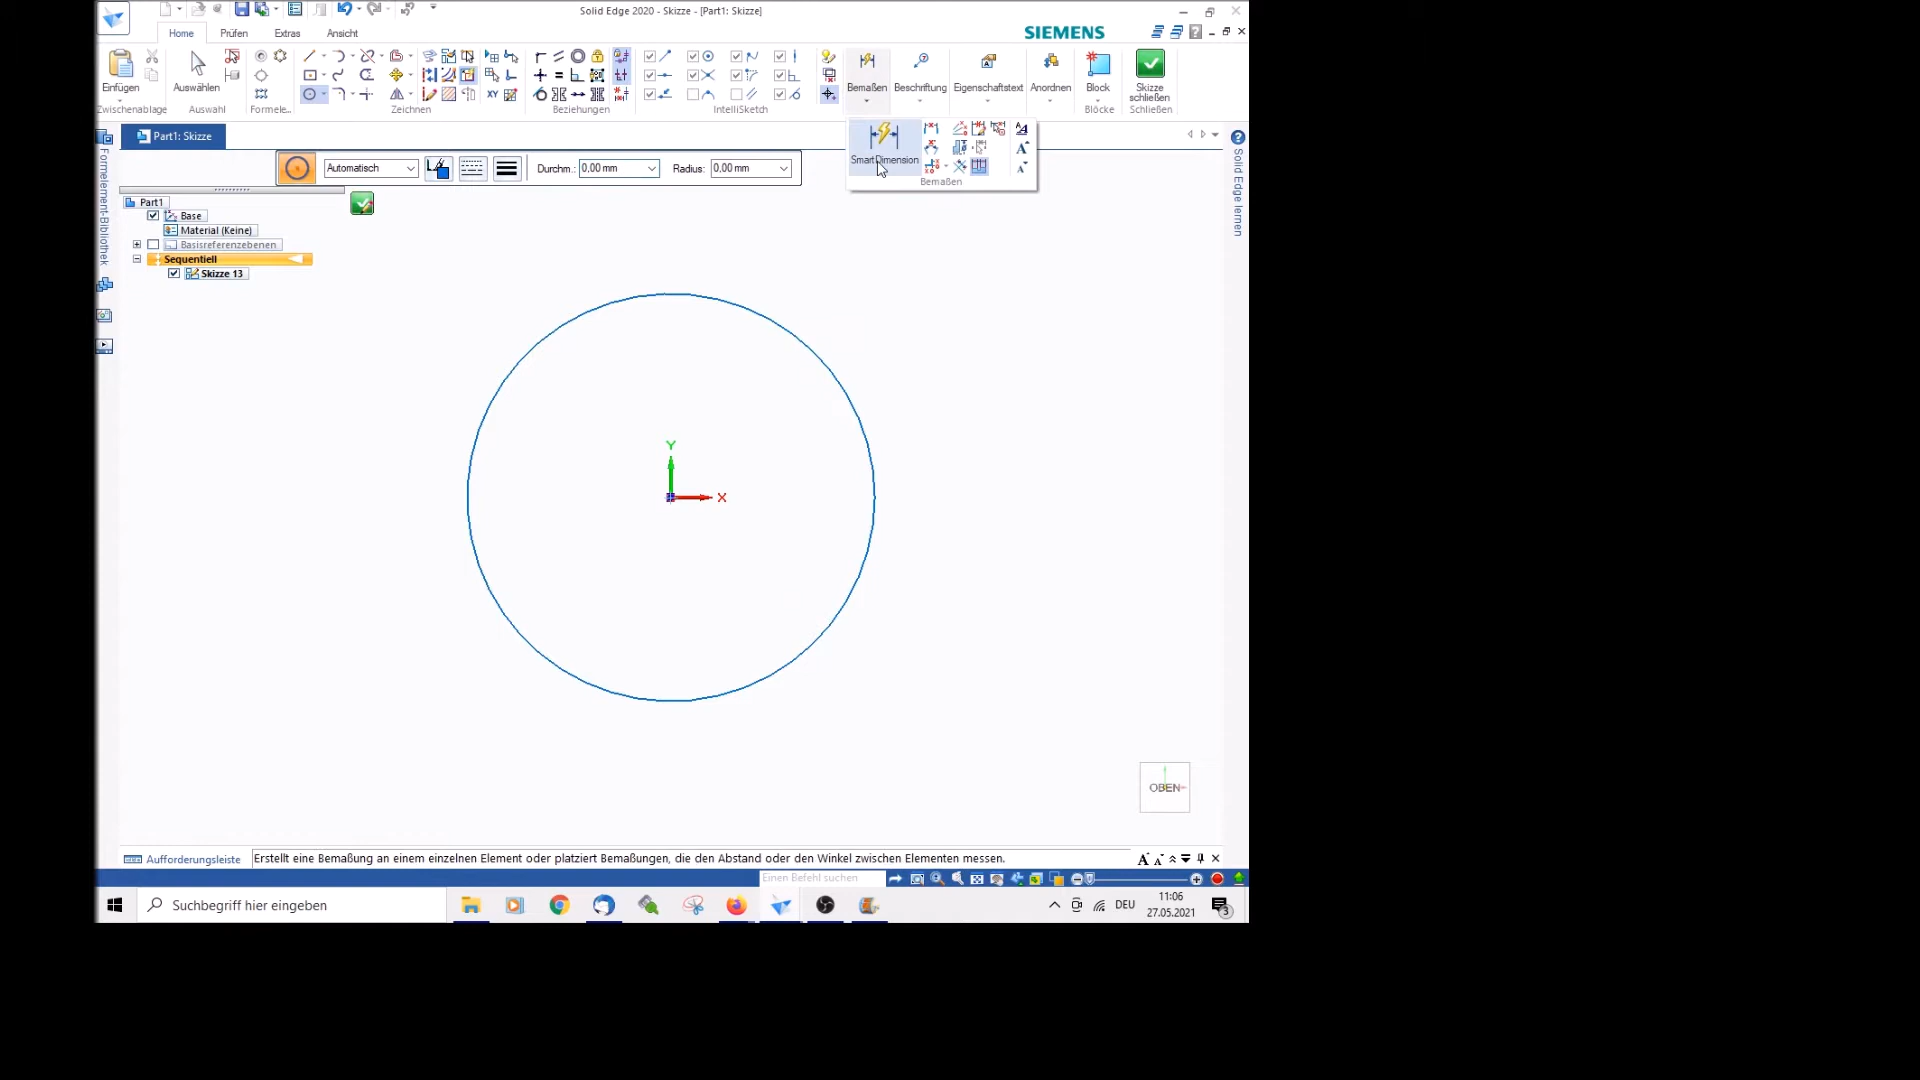 Solid Edge 2020 - Skizze - [Part1: Skizze]
Home
Prüfen
Extras
Ansicht
SIEMENS
Einfügen
Auswählen
Bemaßen
Beschriftung
Eigenschaftstext
Anordnen
Block
Skizze schließen
Zwischenablage
Auswahl
Formele...
Zeichnen
Beziehungen
IntelliSketch
Blöcke
Schließen
XY
Part1: Skizze
SmartDimension
Bemaßen
Automatisch
Durchm.:
0,00 mm
Radius:
0,00 mm
Formelement-Bibliothek
Solid Edge lernen
Part1
Base
Material (Keine)
Basisreferenzebenen
Sequentiell
Skizze 13
Y
X
OBEN
Aufforderungsleiste
Erstellt eine Bemaßung an einem einzelnen Element oder platziert Bemaßungen, die den Abstand oder den Winkel zwischen Elementen messen.
Einen Befehl suchen
Suchbegriff hier eingeben
DEU
11:06
27.05.2021
3